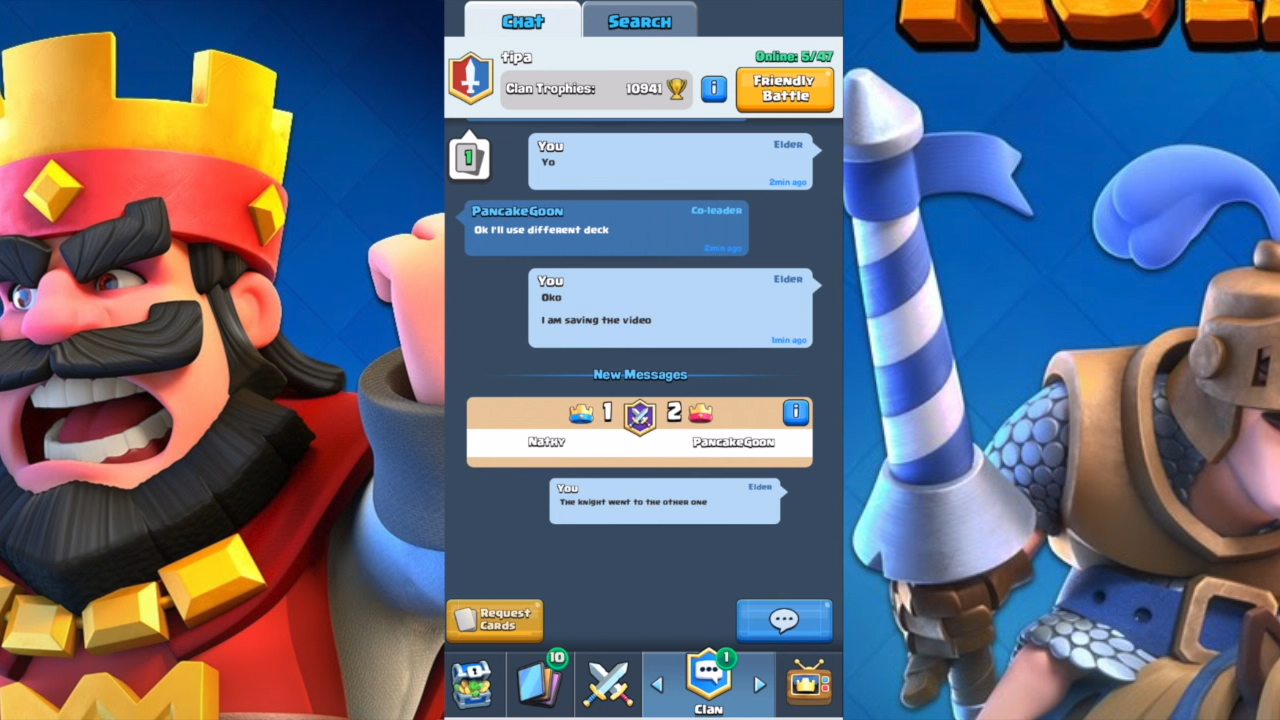 Chat
Search
tipa
Online: 5/47
Clan Trophies: 10941
i
Friendly
Battle
1
You
Elder
Yo
2min ago
PancakeGoon
Co-leader
Ok I'll use different deck
2min ago
You
Elder
Oko
I am saving the video
1min ago
New Messages
1
2
i
Nathy
PancakeGoon
You
Elder
The knight went to the other one
Request
Cards
10
1
Clan